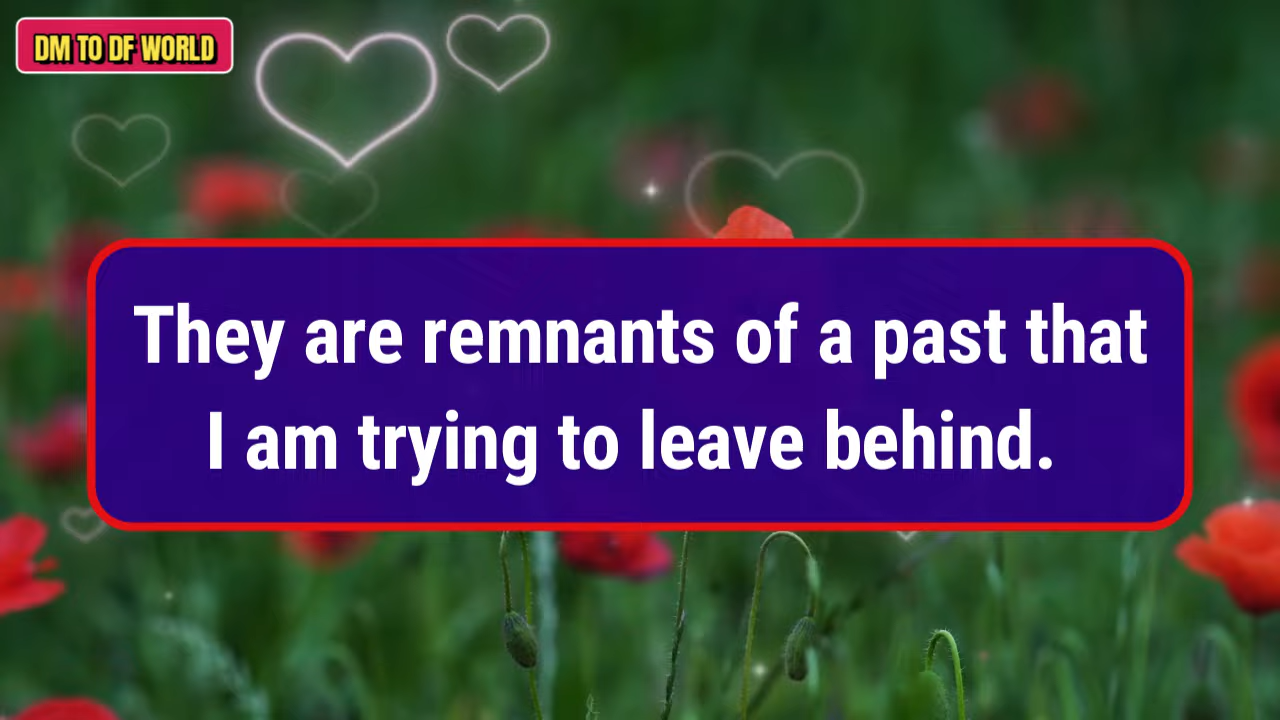 DM TO DF WORLD
They are remnants of a past that
I am trying to leave behind.